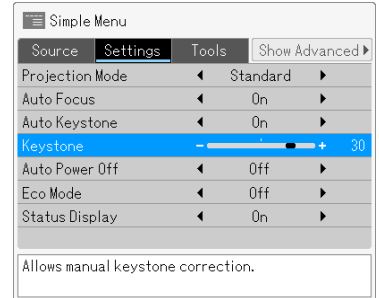 Simple Menu
Source Settings Tools Show Advanced
Projection Mode Standard
Auto Focus On
Auto Keystone On
Keystone - + 30
Auto Power Off Off
Eco Mode Off
Status Display On
Allows manual keystone correction.